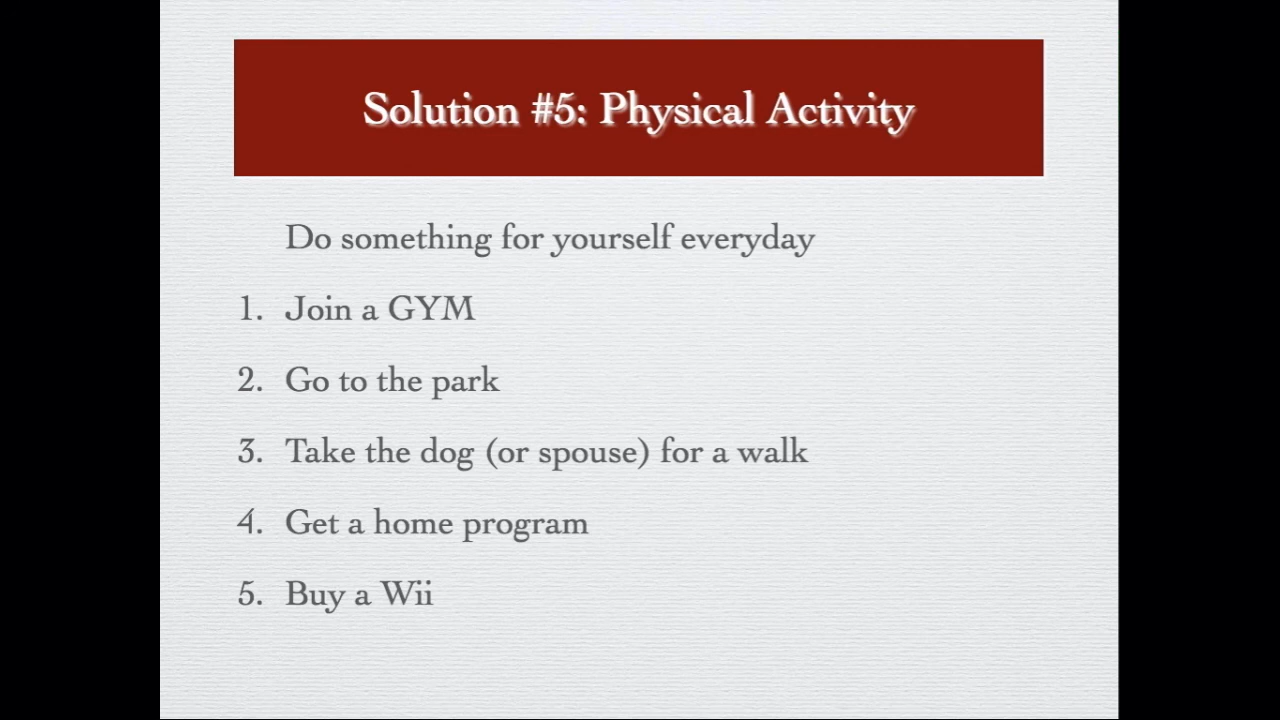 Solution #5: Physical Activity
Do something for yourself everyday
1. Join a GYM
2. Go to the park
3. Take the dog (or spouse) for a walk
4. Get a home program
5. Buy a Wii